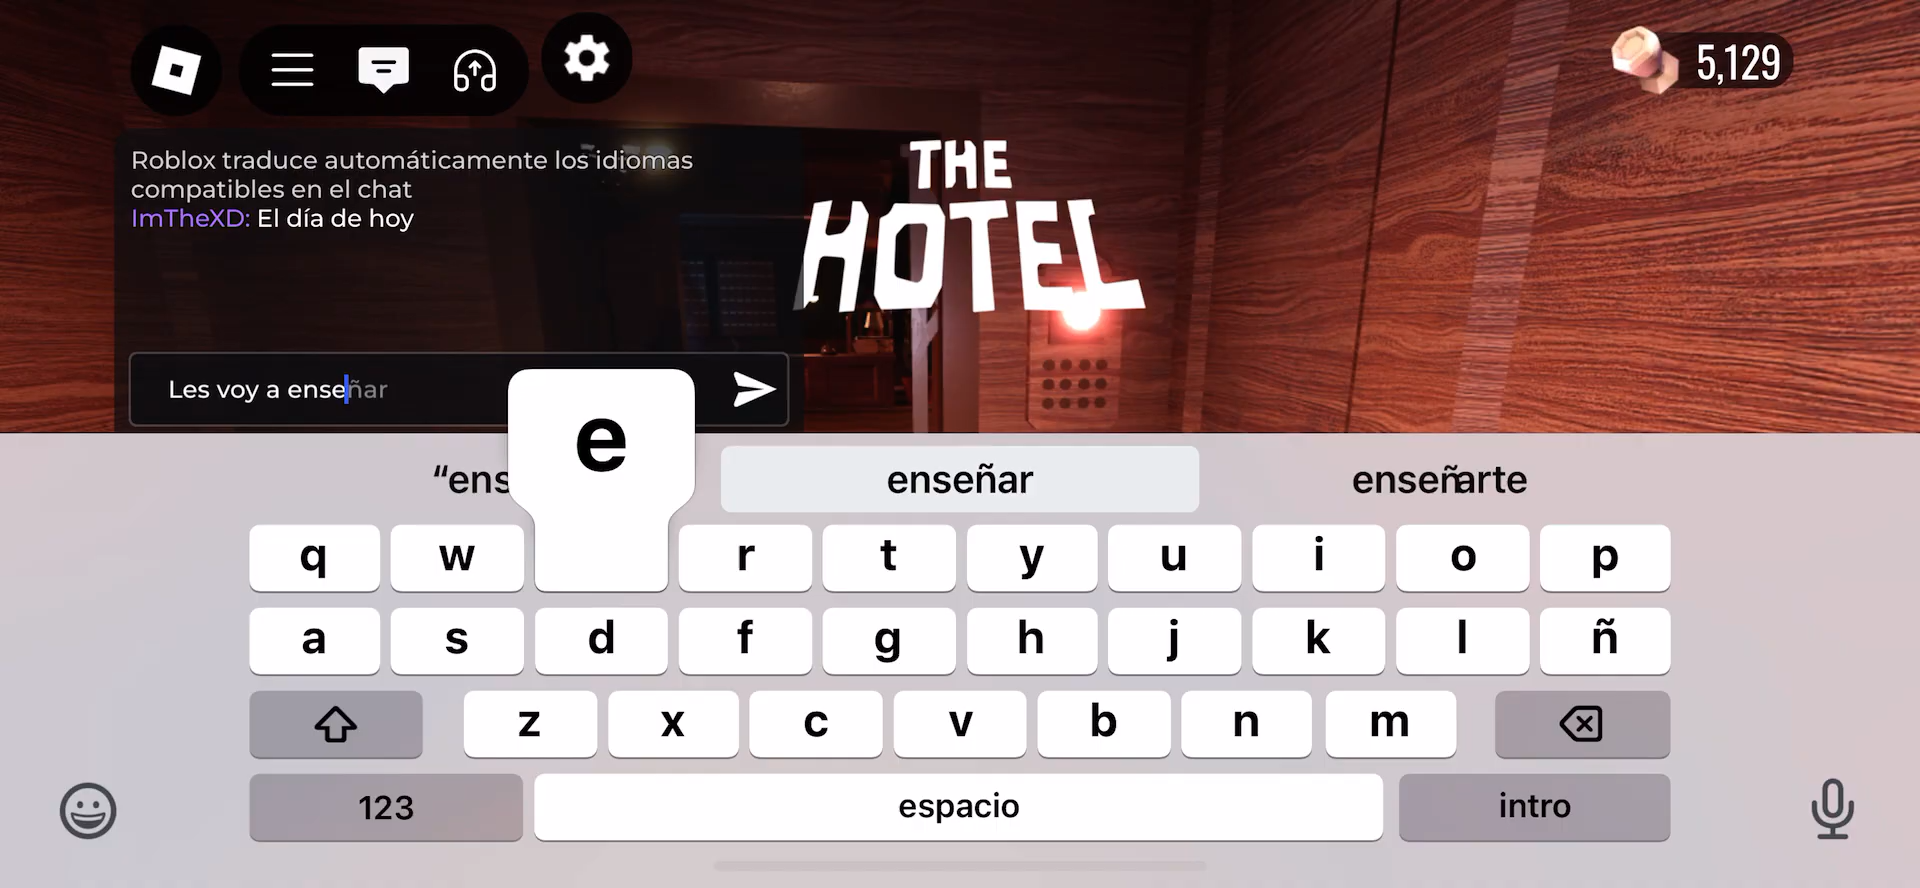 5,129
Roblox traduce automáticamente los idiomas
compatibles en el chat
ImTheXD: El día de hoy
THE
HOTEL
Les voy a enseñar
e
“ens
enseñar
enseñarte
q w r t y u i o p
a s d f g h j k l ñ
z x c v b n m
123 espacio intro